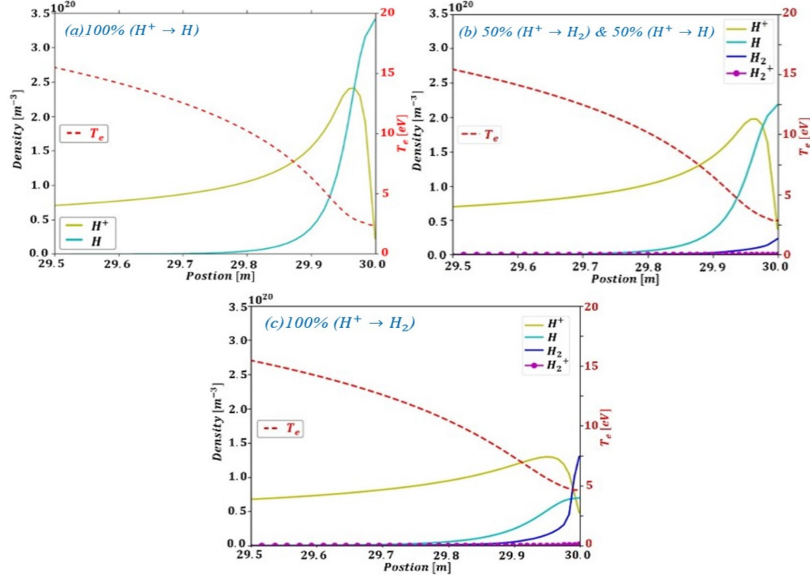 3.5 1e20
(a)100% (H⁺ → H)
20
3.0
2.5
15
2.0
Density [m⁻³]
T_e
10
T_e [eV]
1.5
1.0
5
0.5
H⁺
H
0.0
0
29.5 29.6 29.7 29.8 29.9 30.0
Postion [m]
3.5 1e20
(b) 50% (H⁺ → H₂) & 50% (H⁺ → H)
20
H⁺
H
H₂
H₂⁺
3.0
2.5
15
2.0
Density [m⁻³]
T_e
10
T_e [eV]
1.5
1.0
5
0.5
0.0
0
29.5 29.6 29.7 29.8 29.9 30.0
Postion [m]
3.5 1e20
(c)100% (H⁺ → H₂)
20
H⁺
H
H₂
H₂⁺
3.0
2.5
15
2.0
Density [m⁻³]
T_e
10
T_e [eV]
1.5
1.0
5
0.5
0.0
0
29.5 29.6 29.7 29.8 29.9 30.0
Postion [m]